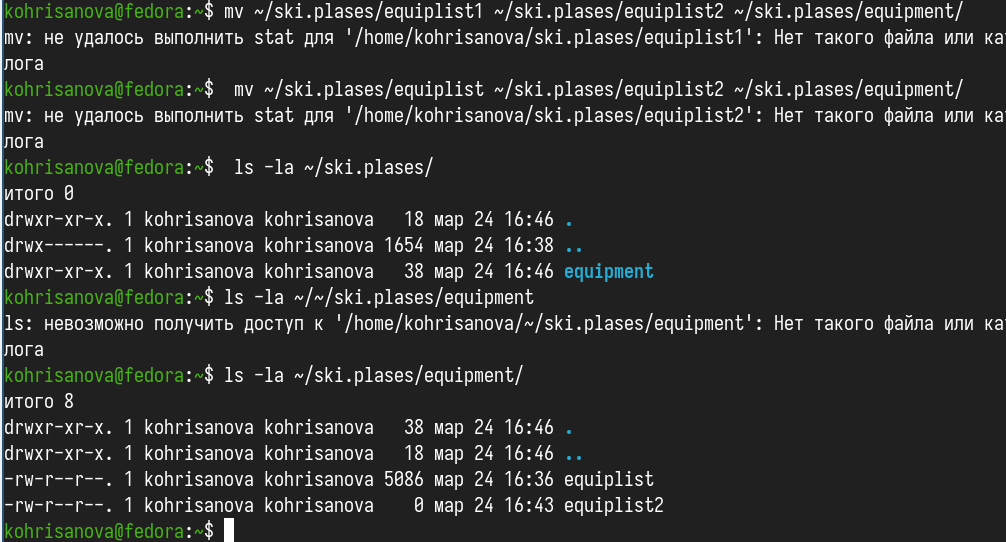 kohrisanova@fedora:~$ mv ~/ski.plases/equiplist1 ~/ski.plases/equiplist2 ~/ski.plases/equipment/
mv: не удалось выполнить stat для '/home/kohrisanova/ski.plases/equiplist1': Нет такого файла или кат
лога
kohrisanova@fedora:~$  mv ~/ski.plases/equiplist ~/ski.plases/equiplist2 ~/ski.plases/equipment/
mv: не удалось выполнить stat для '/home/kohrisanova/ski.plases/equiplist2': Нет такого файла или кат
лога
kohrisanova@fedora:~$  ls -la ~/ski.plases/
итого 0
drwxr-xr-x. 1 kohrisanova kohrisanova   18 мар 24 16:46 .
drwx------. 1 kohrisanova kohrisanova 1654 мар 24 16:38 ..
drwxr-xr-x. 1 kohrisanova kohrisanova   38 мар 24 16:46 equipment
kohrisanova@fedora:~$ ls -la ~/~/ski.plases/equipment
ls: невозможно получить доступ к '/home/kohrisanova/~/ski.plases/equipment': Нет такого файла или кат
лога
kohrisanova@fedora:~$ ls -la ~/ski.plases/equipment/
итого 8
drwxr-xr-x. 1 kohrisanova kohrisanova   38 мар 24 16:46 .
drwxr-xr-x. 1 kohrisanova kohrisanova   18 мар 24 16:46 ..
-rw-r--r--. 1 kohrisanova kohrisanova 5086 мар 24 16:36 equiplist
-rw-r--r--. 1 kohrisanova kohrisanova    0 мар 24 16:43 equiplist2
kohrisanova@fedora:~$